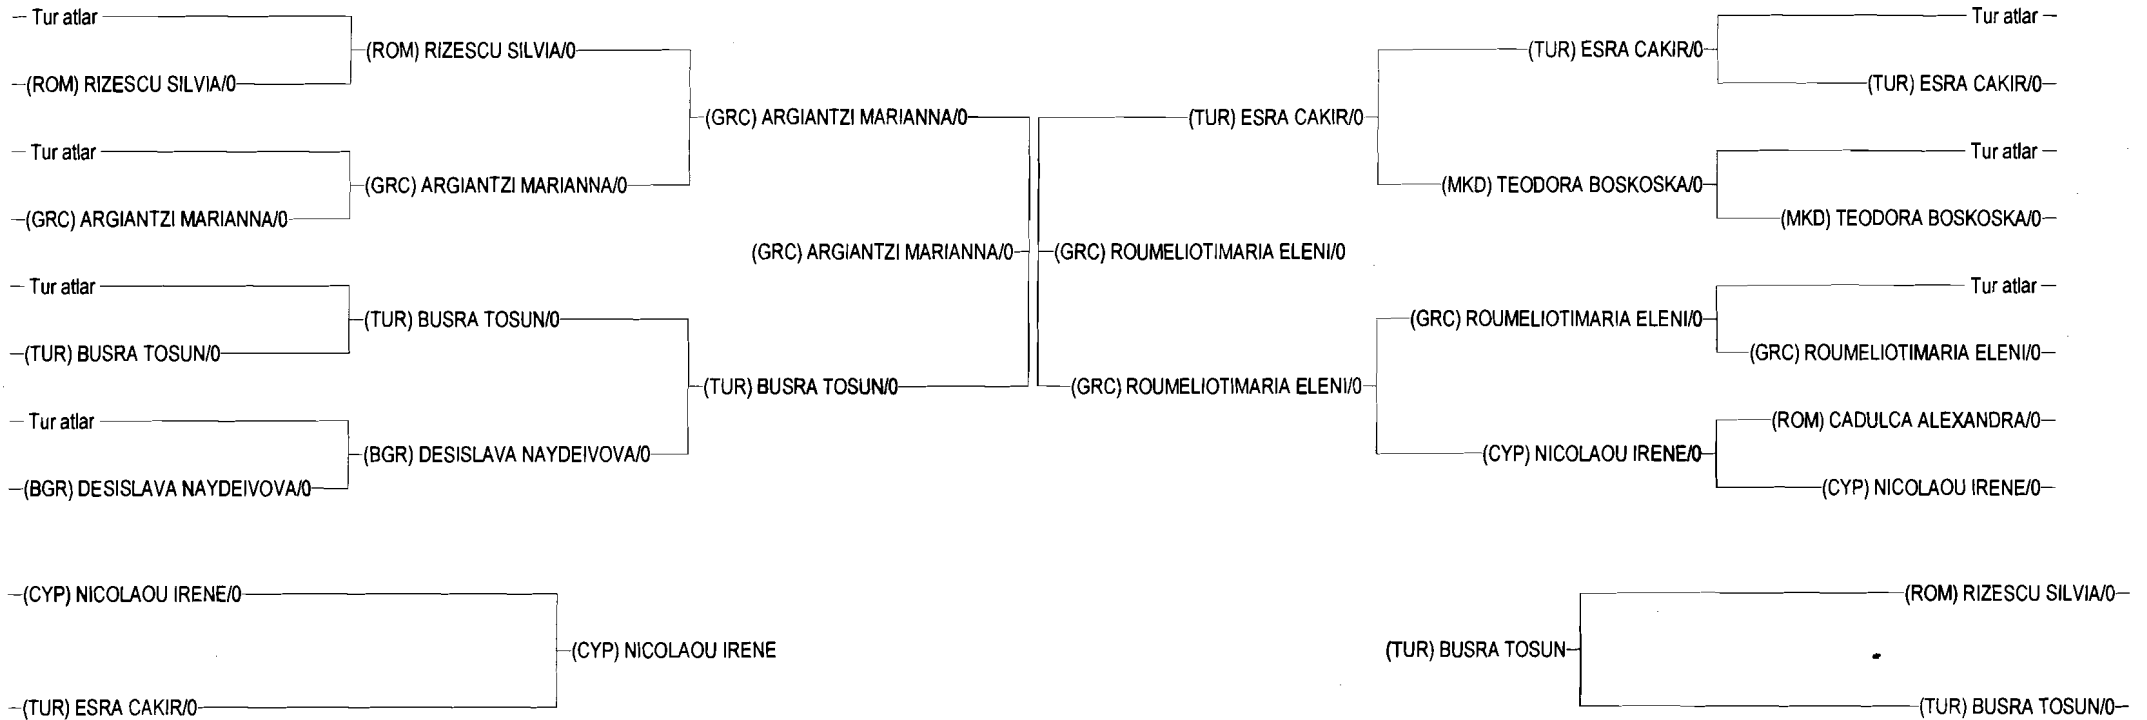 Tur atlar
(ROM) RIZESCU SILVIA/0
(ROM) RIZESCU SILVIA/0
Tur atlar
(GRC) ARGIANTZI MARIANNA/0
(GRC) ARGIANTZI MARIANNA/0
(GRC) ARGIANTZI MARIANNA/0
Tur atlar
(TUR) BUSRA TOSUN/0
(TUR) BUSRA TOSUN/0
Tur atlar
(BGR) DESISLAVA NAYDEIVOVA/0
(BGR) DESISLAVA NAYDEIVOVA/0
(TUR) BUSRA TOSUN/0
(GRC) ARGIANTZI MARIANNA/0
(GRC) ROUMELIOTIMARIA ELENI/0
(TUR) ESRA CAKIR/0
(GRC) ROUMELIOTIMARIA ELENI/0
(TUR) ESRA CAKIR/0
(MKD) TEODORA BOSKOSKA/0
(GRC) ROUMELIOTIMARIA ELENI/0
(CYP) NICOLAOU IRENE/0
Tur atlar
(TUR) ESRA CAKIR/0
Tur atlar
(MKD) TEODORA BOSKOSKA/0
Tur atlar
(GRC) ROUMELIOTIMARIA ELENI/0
(ROM) CADULCA ALEXANDRA/0
(CYP) NICOLAOU IRENE/0
(CYP) NICOLAOU IRENE/0
(CYP) NICOLAOU IRENE
(TUR) ESRA CAKIR/0
(ROM) RIZESCU SILVIA/0
(TUR) BUSRA TOSUN
(TUR) BUSRA TOSUN/0